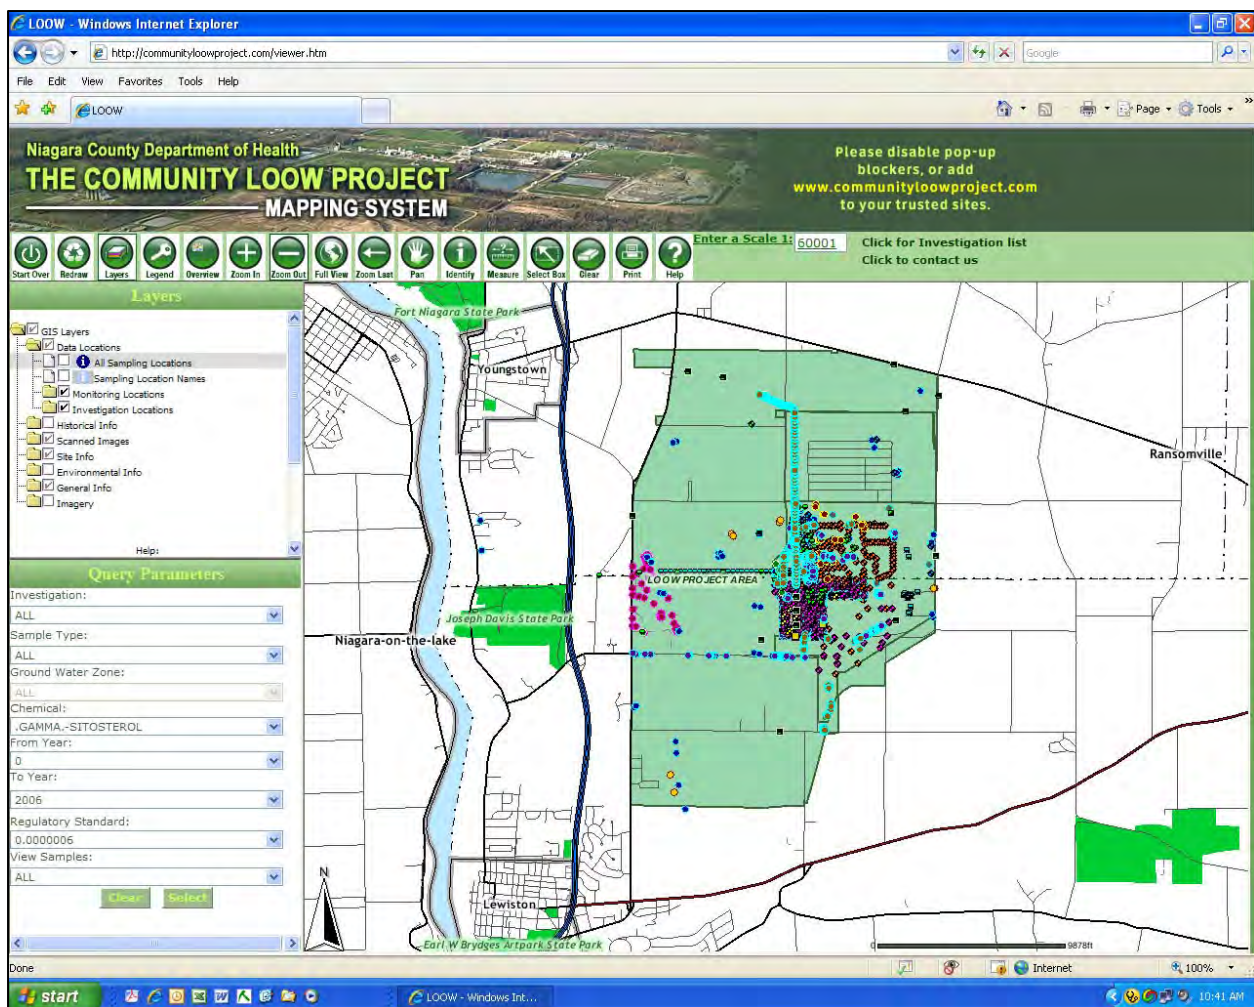 LOOW - Windows Internet Explorer
http://communityloowproject.com/viewer.htm
Google
File Edit View Favorites Tools Help
LOOW
Page Tools
Niagara County Department of Health
THE COMMUNITY LOOW PROJECT
MAPPING SYSTEM
Please disable pop-up
blockers, or add
www.communityloowproject.com
to your trusted sites.
Start Over Redraw Layers Legend Overview Zoom In Zoom Out Full View Zoom Last Pan Identify Measure Select Box Clear Print Help
Enter a Scale 1: 60001
Click for Investigation list
Click to contact us
Layers
GIS Layers
Data Locations
All Sampling Locations
Sampling Location Names
Monitoring Locations
Investigation Locations
Historical Info
Scanned Images
Site Info
Environmental Info
General Info
Imagery
Help:
Query Parameters
Investigation:
ALL
Sample Type:
ALL
Ground Water Zone:
ALL
Chemical:
.GAMMA.-SITOSTEROL
From Year:
0
To Year:
2006
Regulatory Standard:
0.0000006
View Samples:
ALL
Clear Select
Fort Niagara State Park
Youngstown
Ransomville
LOOW PROJECT AREA
Joseph Davis State Park
Niagara-on-the-lake
N
Lewiston
Earl W Brydges Artpark State Park
0 9878ft
Done
Internet
100%
start
LOOW - Windows Int...
10:41 AM